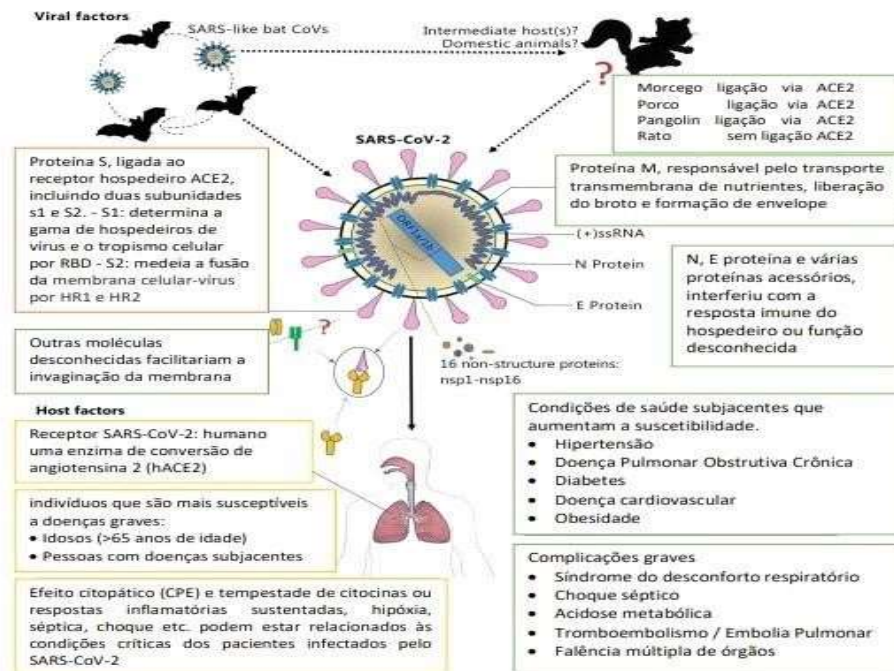 Viral factors
SARS-like bat CoVs
Intermediate host(s)?
Domestic animals?
?
Morcego ligação via ACE2
Porco ligação via ACE2
Pangolin ligação via ACE2
Rato sem ligação ACE2
SARS-CoV-2
Proteína S, ligada ao
receptor hospedeiro ACE2,
incluindo duas subunidades
s1 e S2. - S1: determina a
gama de hospedeiros de
vírus e o tropismo celular
por RBD - S2: medeia a fusão
da membrana celular-vírus
por HR1 e HR2
Proteína M, responsável pelo transporte
transmembrana de nutrientes, liberação
do broto e formação de envelope
ORF1a/1b
(+)ssRNA
N Protein
E Protein
N, E proteína e várias
proteínas acessórios,
interferiu com a
resposta imune do
hospedeiro ou função
desconhecida
?
Outras moléculas
desconhecidas facilitariam a
invaginação da membrana
16 non-structure proteins:
nsp1-nsp16
Host factors
Receptor SARS-CoV-2: humano
uma enzima de conversão de
angiotensina 2 (hACE2)
indivíduos que são mais susceptíveis
a doenças graves:
• Idosos (>65 anos de idade)
• Pessoas com doenças subjacentes
Efeito citopático (CPE) e tempestade de citocinas ou
respostas inflamatórias sustentadas, hipóxia,
séptica, choque etc. podem estar relacionados às
condições críticas dos pacientes infectados pelo
SARS-CoV-2
Condições de saúde subjacentes que
aumentam a suscetibilidade.
• Hipertensão
• Doença Pulmonar Obstrutiva Crônica
• Diabetes
• Doença cardiovascular
• Obesidade
Complicações graves
• Síndrome do desconforto respiratório
• Choque séptico
• Acidose metabólica
• Tromboembolismo / Embolia Pulmonar
• Falência múltipla de órgãos